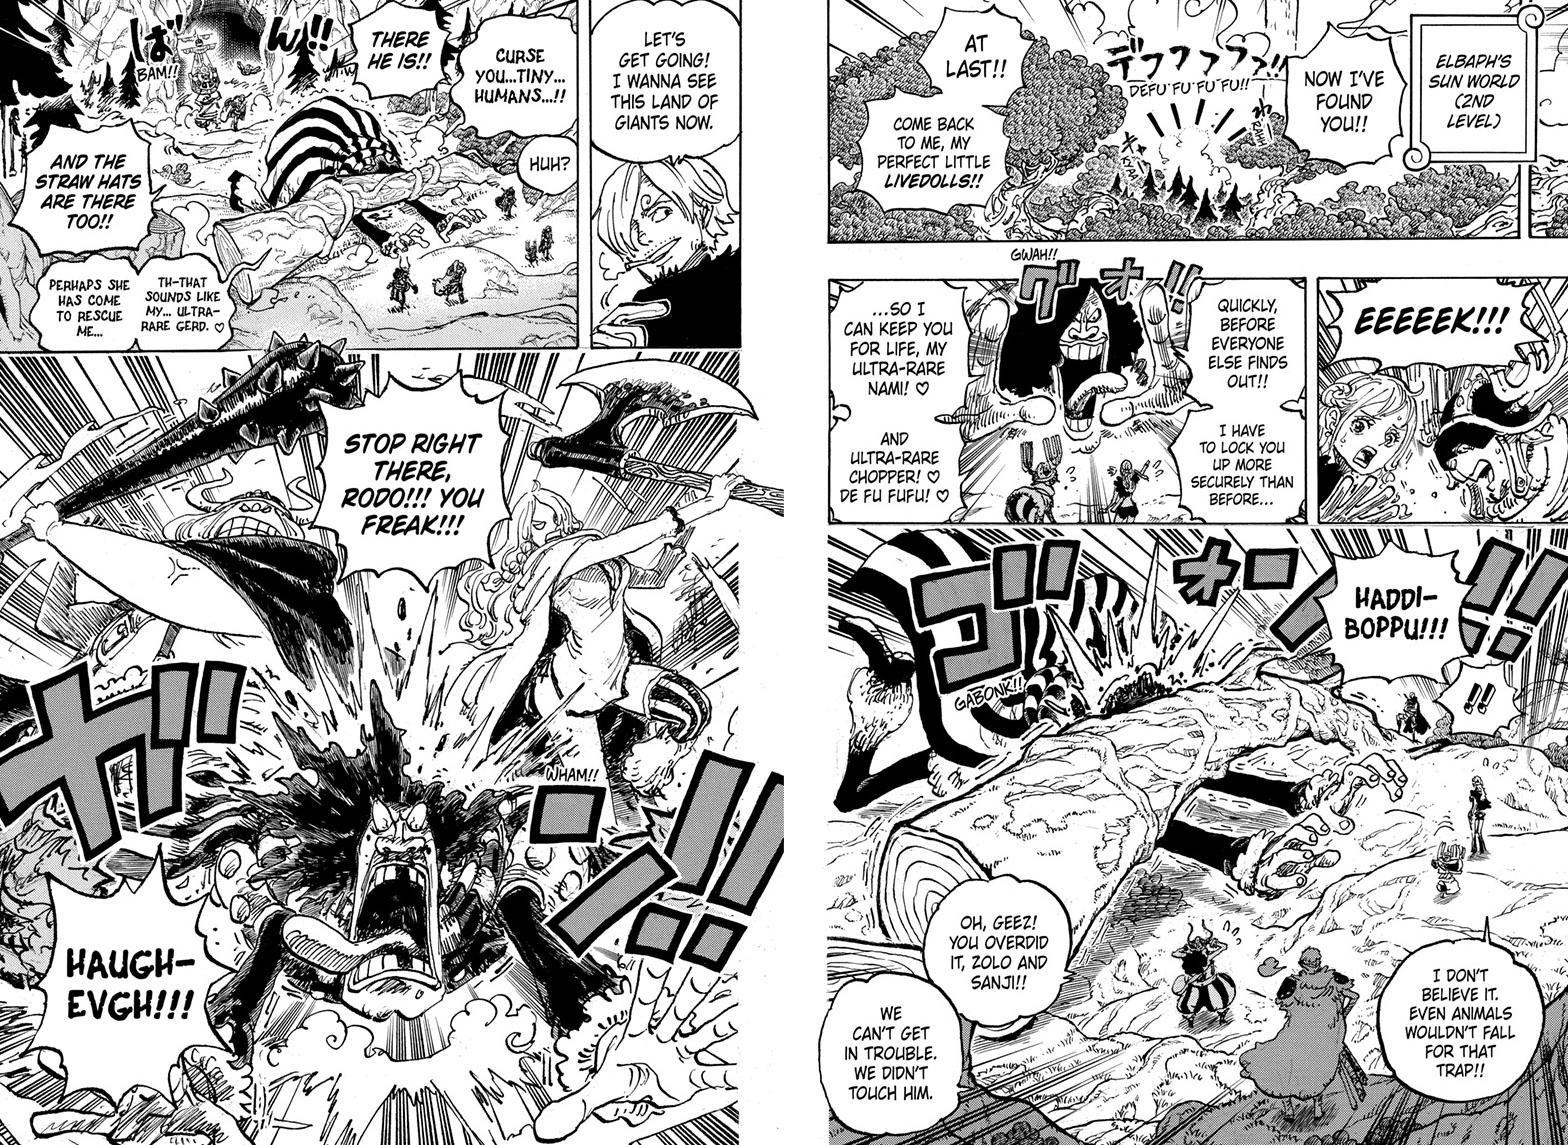 ELBAPH'S
SUN WORLD
(2ND
LEVEL)
NOW I'VE
FOUND
YOU!!
デフフフフ!!
DEFU FU FU FU!!
AT
LAST!!
COME BACK
TO ME, MY
PERFECT LITTLE
LIVEDOLLS!!
EEEEEK!!!
QUICKLY,
BEFORE
EVERYONE
ELSE FINDS
OUT!!
I HAVE
TO LOCK YOU
UP MORE
SECURELY THAN
BEFORE...
GWAH!!
グオ!!
...SO I
CAN KEEP YOU
FOR LIFE, MY
ULTRA-RARE
NAMI! ♡
AND
ULTRA-RARE
CHOPPER! ♡
DE FU FUFU! ♡
HADDI-
BOPPU!!!
!!
ゴォン!!
GABONK!!
I DON'T
BELIEVE IT.
EVEN ANIMALS
WOULDN'T FALL
FOR THAT
TRAP!!
OH, GEEZ!
YOU OVERDID
IT, ZOLO AND
SANJI!!
WE
CAN'T GET
IN TROUBLE.
WE DIDN'T
TOUCH HIM.
LET'S
GET GOING!
I WANNA SEE
THIS LAND OF
GIANTS NOW.
CURSE
YOU...TINY...
HUMANS...!!
HUH?
THERE
HE IS!!
ばん!!
BAM!!
AND THE
STRAW HATS
ARE THERE
TOO!!
TH-THAT
SOUNDS LIKE
MY... ULTRA-
RARE GERD. ♡
PERHAPS SHE
HAS COME
TO RESCUE
ME...
STOP RIGHT
THERE,
RODO!!! YOU
FREAK!!!
WHAM!!
ガン!!
HAUGH-
EVGH!!!